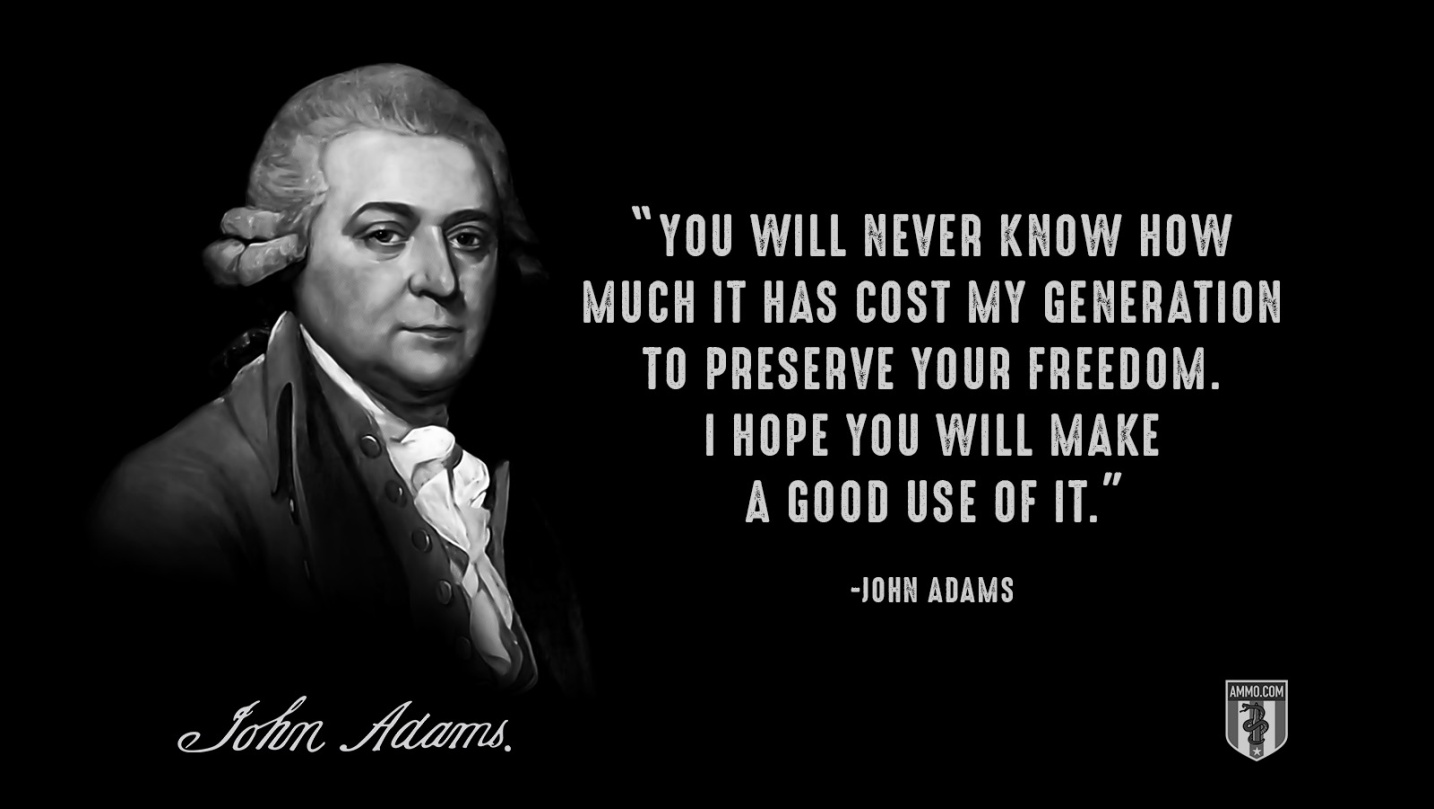 “YOU WILL NEVER KNOW HOW
MUCH IT HAS COST MY GENERATION
TO PRESERVE YOUR FREEDOM.
I HOPE YOU WILL MAKE
A GOOD USE OF IT.”
-JOHN ADAMS
John Adams.
AMMO.COM